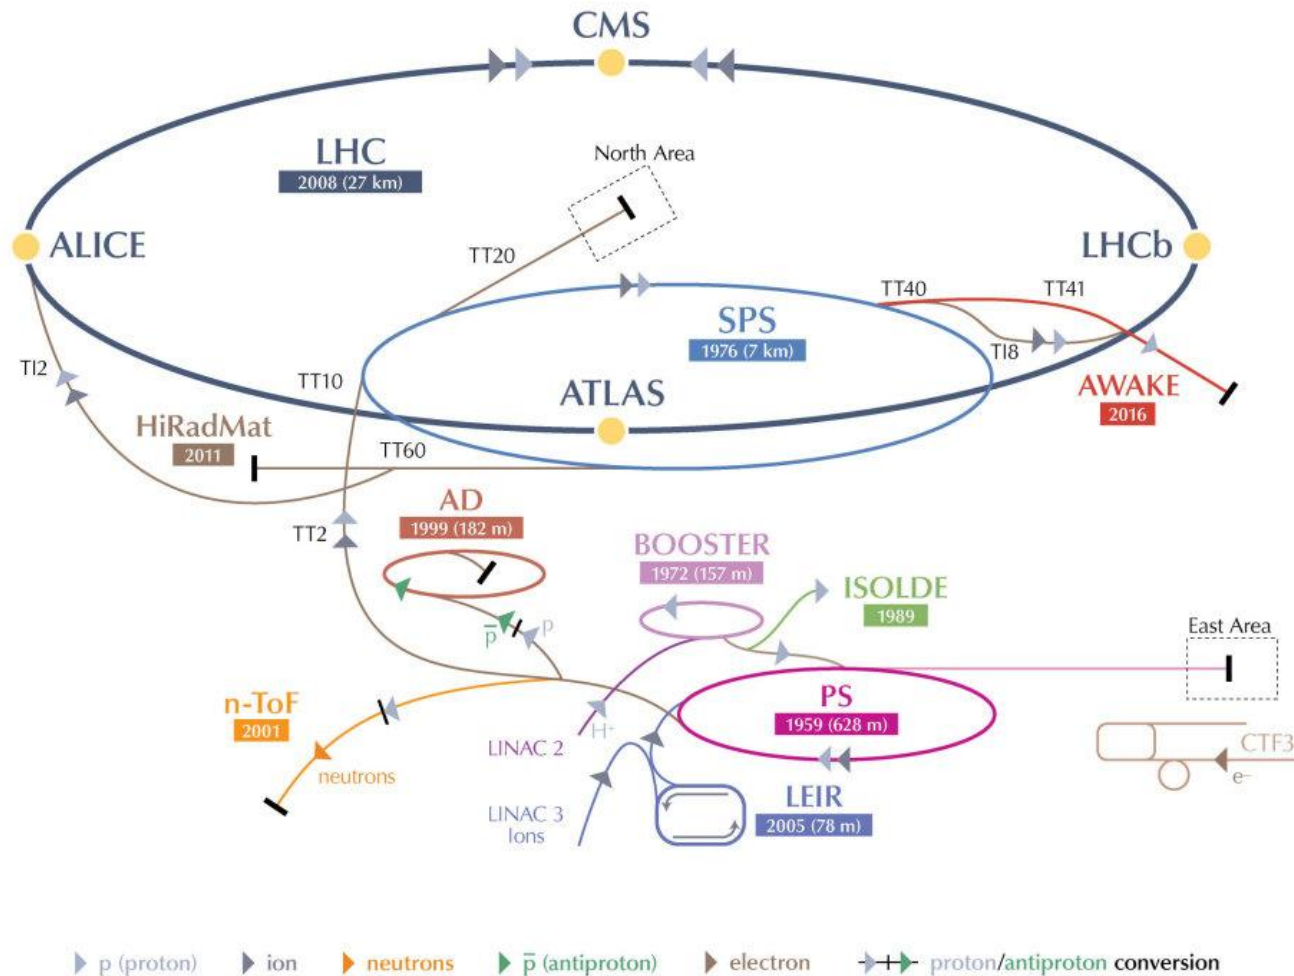 CMS
LHC
2008 (27 km)
North Area
ALICE
LHCb
TT20
TT40
TT41
SPS
1976 (7 km)
TI8
TI2
TT10
ATLAS
AWAKE
2016
HiRadMat
2011
TT60
AD
1999 (182 m)
TT2
BOOSTER
1972 (157 m)
ISOLDE
1989
p̅
p
East Area
n-ToF
2001
PS
1959 (628 m)
H⁺
LINAC 2
CTF3
neutrons
e⁻
LINAC 3
Ions
LEIR
2005 (78 m)
p (proton) ion neutrons p̅ (antiproton) electron proton/antiproton conversion